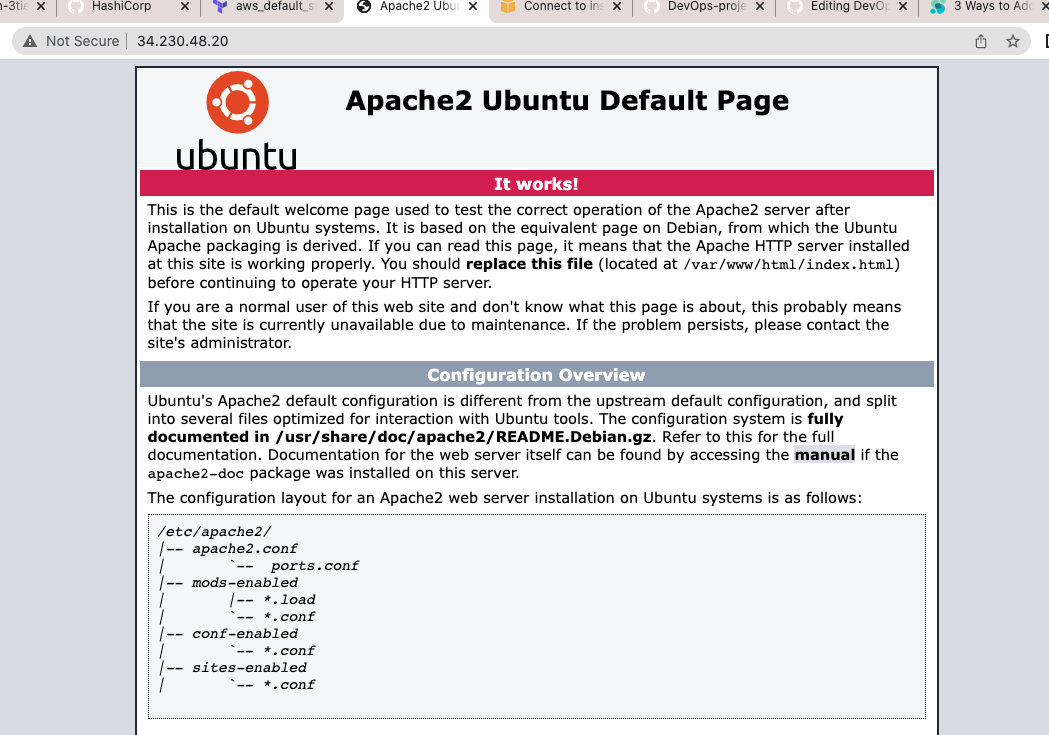 n-3tie
HashiCorp
aws_default_s
Apache2 Ubun
Connect to ins
DevOps-proje
Editing DevOp
3 Ways to Add
Not Secure
34.230.48.20
ubuntu
Apache2 Ubuntu Default Page
It works!
This is the default welcome page used to test the correct operation of the Apache2 server after
installation on Ubuntu systems. It is based on the equivalent page on Debian, from which the Ubuntu
Apache packaging is derived. If you can read this page, it means that the Apache HTTP server installed
at this site is working properly. You should replace this file (located at /var/www/html/index.html)
before continuing to operate your HTTP server.
If you are a normal user of this web site and don't know what this page is about, this probably means
that the site is currently unavailable due to maintenance. If the problem persists, please contact the
site's administrator.
Configuration Overview
Ubuntu's Apache2 default configuration is different from the upstream default configuration, and split
into several files optimized for interaction with Ubuntu tools. The configuration system is fully
documented in /usr/share/doc/apache2/README.Debian.gz. Refer to this for the full
documentation. Documentation for the web server itself can be found by accessing the manual if the
apache2-doc package was installed on this server.
The configuration layout for an Apache2 web server installation on Ubuntu systems is as follows:
/etc/apache2/
|-- apache2.conf
|       `--  ports.conf
|-- mods-enabled
|       |-- *.load
|       `-- *.conf
|-- conf-enabled
|       `-- *.conf
|-- sites-enabled
|       `-- *.conf